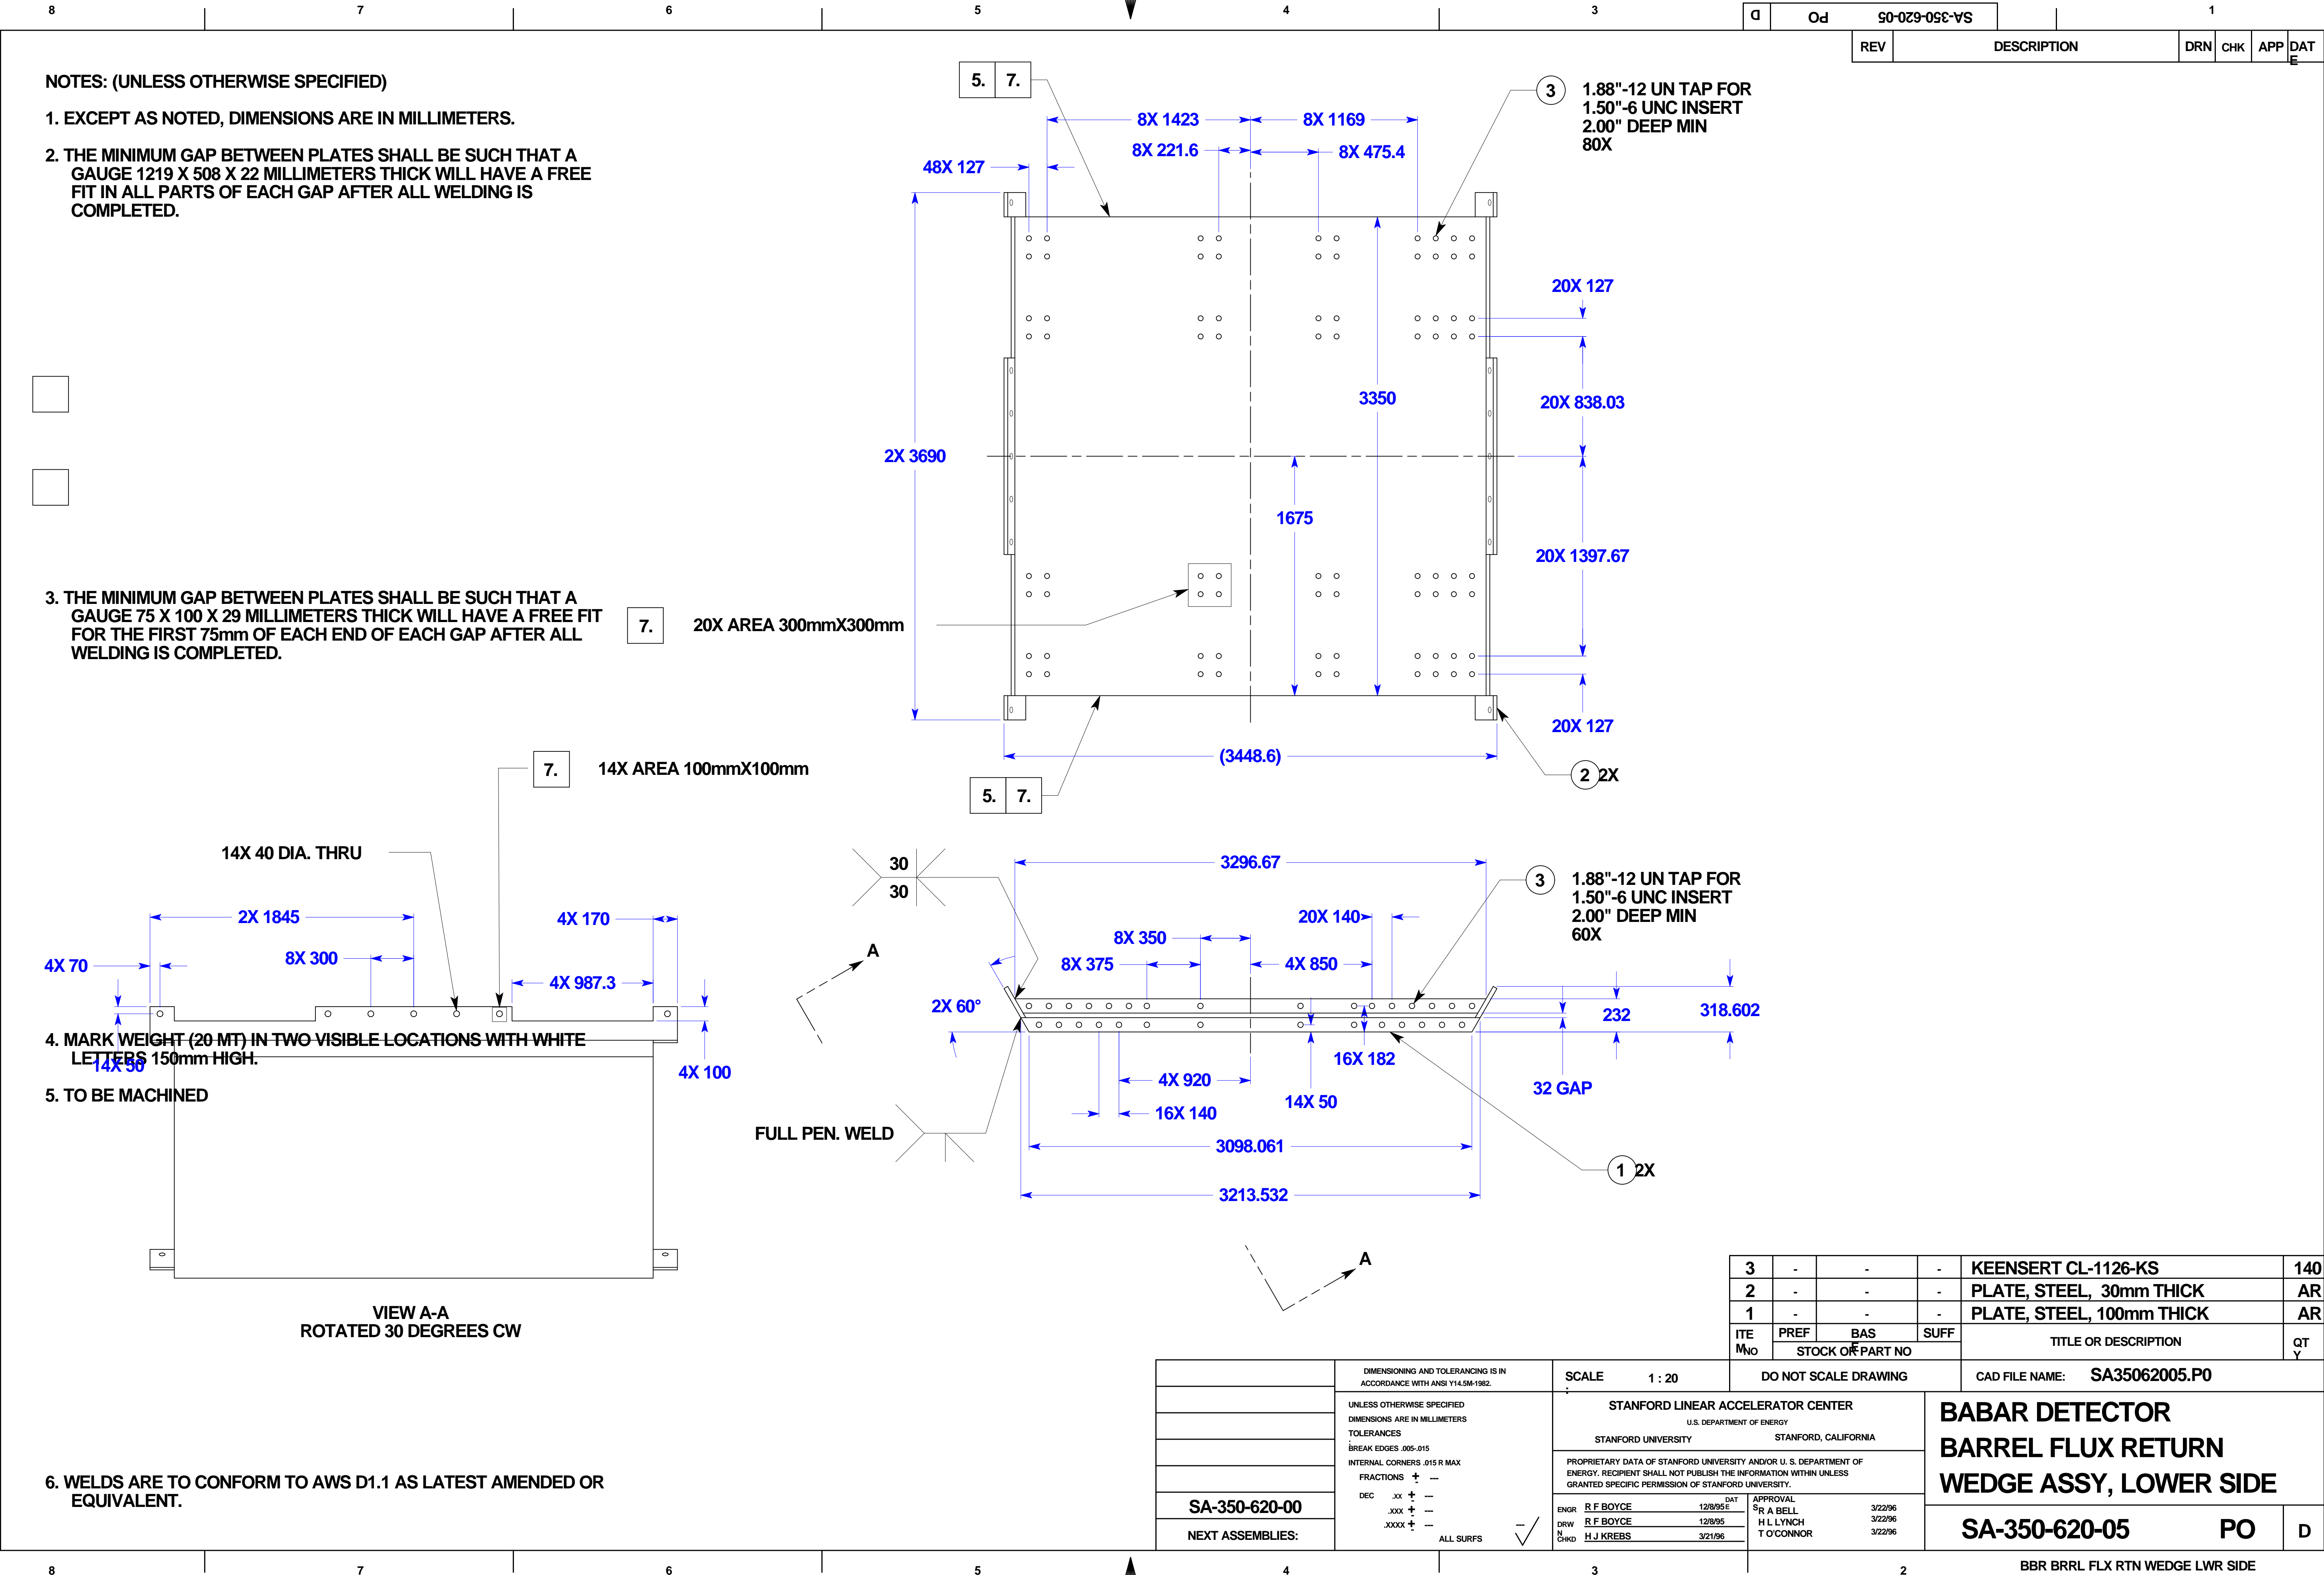 8 7 6 5 4 3 1
D PO SA-350-620-05
REV DESCRIPTION DRN CHK APP DATE
NOTES: (UNLESS OTHERWISE SPECIFIED)
1. EXCEPT AS NOTED, DIMENSIONS ARE IN MILLIMETERS.
2. THE MINIMUM GAP BETWEEN PLATES SHALL BE SUCH THAT A
GAUGE 1219 X 508 X 22 MILLIMETERS THICK WILL HAVE A FREE
FIT IN ALL PARTS OF EACH GAP AFTER ALL WELDING IS
COMPLETED.
3. THE MINIMUM GAP BETWEEN PLATES SHALL BE SUCH THAT A
GAUGE 75 X 100 X 29 MILLIMETERS THICK WILL HAVE A FREE FIT
FOR THE FIRST 75mm OF EACH END OF EACH GAP AFTER ALL
WELDING IS COMPLETED.
5. 7.
3
1.88"-12 UN TAP FOR
1.50"-6 UNC INSERT
2.00" DEEP MIN
80X
8X 1423
8X 1169
8X 221.6
8X 475.4
48X 127
20X 127
3350
20X 838.03
2X 3690
1675
20X 1397.67
7. 20X AREA 300mmX300mm
20X 127
(3448.6)
2 2X
5. 7.
7. 14X AREA 100mmX100mm
14X 40 DIA. THRU
2X 1845
4X 170
8X 300
4X 70
4X 987.3
4. MARK WEIGHT (20 MT) IN TWO VISIBLE LOCATIONS WITH WHITE
LETTERS 150mm HIGH.
14X 50
4X 100
5. TO BE MACHINED
VIEW A-A
ROTATED 30 DEGREES CW
6. WELDS ARE TO CONFORM TO AWS D1.1 AS LATEST AMENDED OR
EQUIVALENT.
30
30
3296.67
3
1.88"-12 UN TAP FOR
1.50"-6 UNC INSERT
2.00" DEEP MIN
60X
20X 140
8X 350
8X 375
4X 850
A
2X 60°
232
318.602
16X 182
4X 920
14X 50
32 GAP
16X 140
FULL PEN. WELD
3098.061
1 2X
3213.532
A
3 - - - KEENSERT CL-1126-KS 140
2 - - - PLATE, STEEL, 30mm THICK AR
1 - - - PLATE, STEEL, 100mm THICK AR
ITEM NO PREF BASE SUFF TITLE OR DESCRIPTION QTY
STOCK OR PART NO
DIMENSIONING AND TOLERANCING IS IN
ACCORDANCE WITH ANSI Y14.5M-1982.
SCALE : 1 : 20
DO NOT SCALE DRAWING
CAD FILE NAME: SA35062005.P0
UNLESS OTHERWISE SPECIFIED
DIMENSIONS ARE IN MILLIMETERS
TOLERANCES :
BREAK EDGES .005-.015
INTERNAL CORNERS .015 R MAX
FRACTIONS ± ---
DEC .xx ± ---
.xxx ± ---
.xxxx ± ---
ALL SURFS ---
STANFORD LINEAR ACCELERATOR CENTER
U.S. DEPARTMENT OF ENERGY
STANFORD UNIVERSITY STANFORD, CALIFORNIA
PROPRIETARY DATA OF STANFORD UNIVERSITY AND/OR U. S. DEPARTMENT OF
ENERGY. RECIPIENT SHALL NOT PUBLISH THE INFORMATION WITHIN UNLESS
GRANTED SPECIFIC PERMISSION OF STANFORD UNIVERSITY.
BABAR DETECTOR
BARREL FLUX RETURN
WEDGE ASSY, LOWER SIDE
DATE APPROVALS
ENGR R F BOYCE 12/8/95 R A BELL 3/22/96
DRWN R F BOYCE 12/8/95 H L LYNCH 3/22/96
CHKD H J KREBS 3/21/96 T O'CONNOR 3/22/96
SA-350-620-00
NEXT ASSEMBLIES:
SA-350-620-05 PO D
8 7 6 5 4 3 2
BBR BRRL FLX RTN WEDGE LWR SIDE